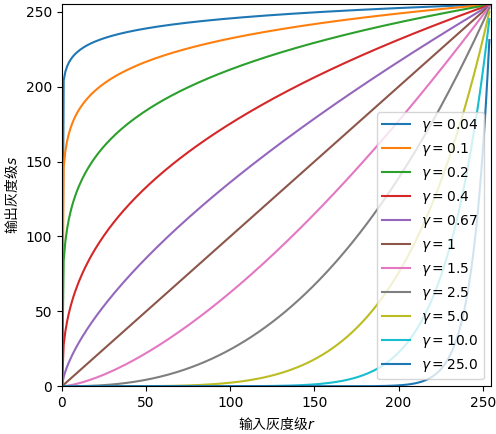 250
200
150
100
50
0
输出灰度级s
γ = 0.04
γ = 0.1
γ = 0.2
γ = 0.4
γ = 0.67
γ = 1
γ = 1.5
γ = 2.5
γ = 5.0
γ = 10.0
γ = 25.0
0 50 100 150 200 250
输入灰度级r